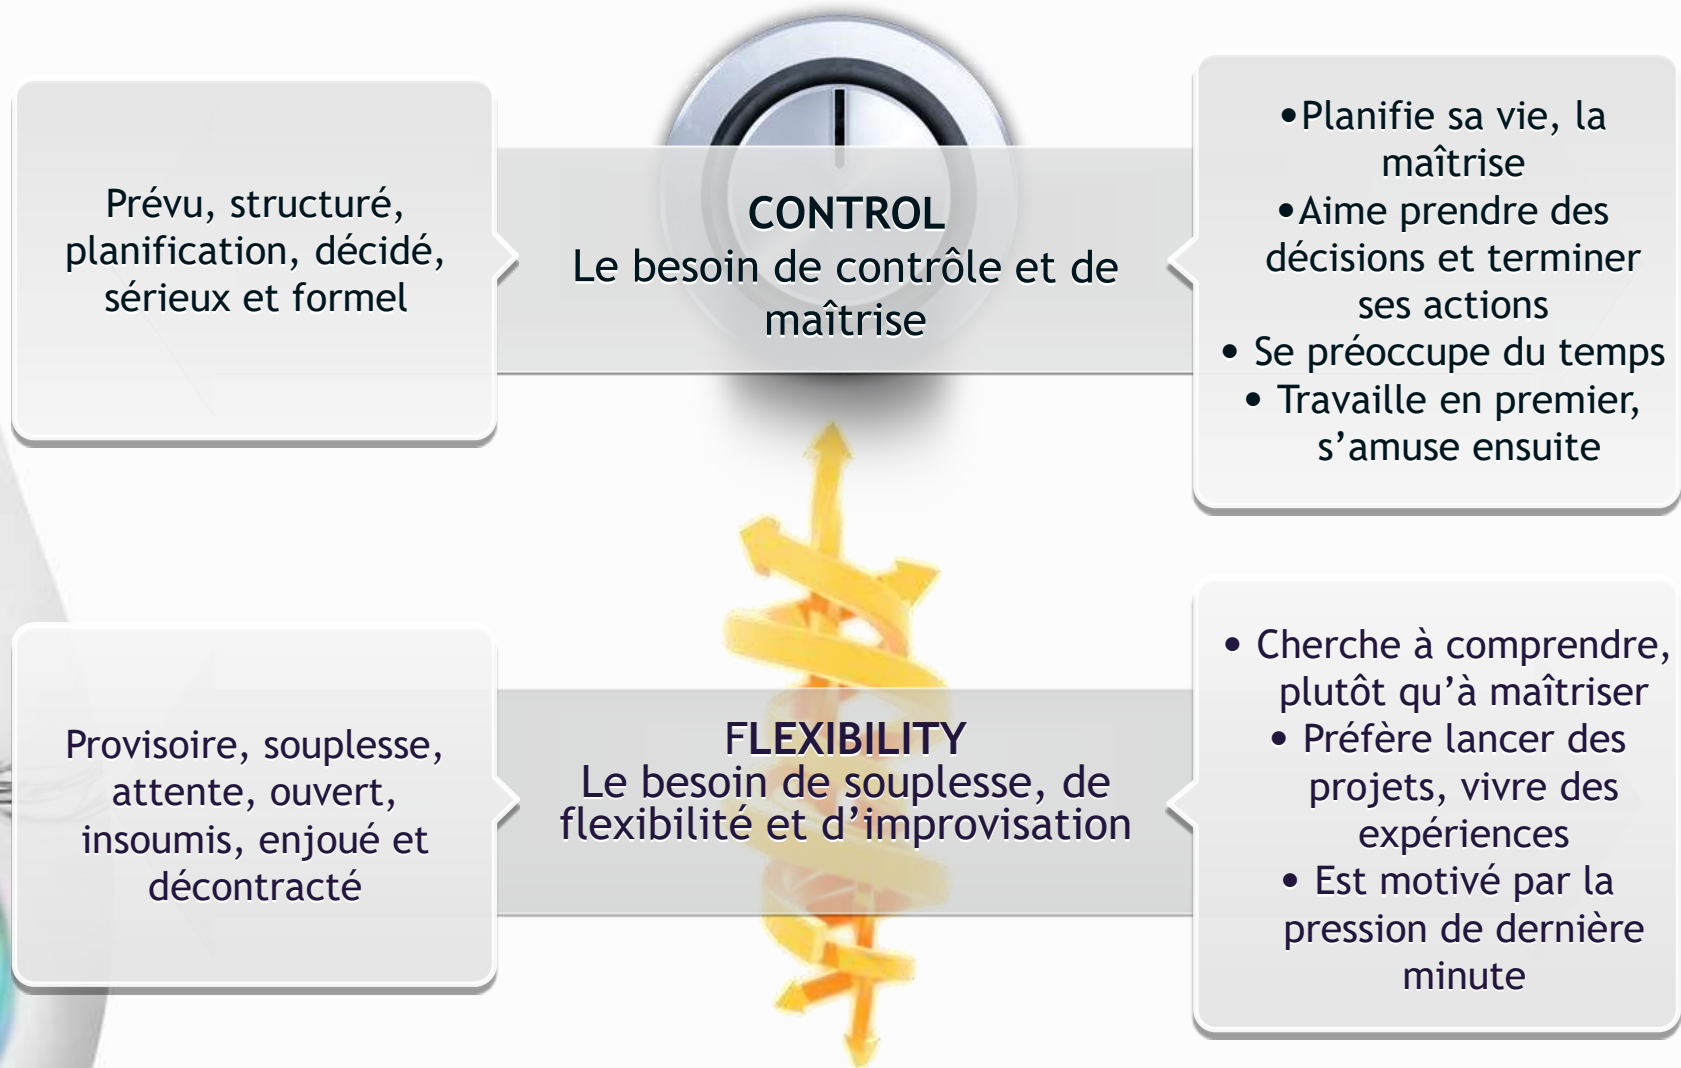 Prévu, structuré,
planification, décidé,
sérieux et formel
CONTROL
Le besoin de contrôle et de
maîtrise
•Planifie sa vie, la
maîtrise
•Aime prendre des
décisions et terminer
ses actions
• Se préoccupe du temps
• Travaille en premier,
s’amuse ensuite
Provisoire, souplesse,
attente, ouvert,
insoumis, enjoué et
décontracté
FLEXIBILITY
Le besoin de souplesse, de
flexibilité et d’improvisation
• Cherche à comprendre,
plutôt qu’à maîtriser
• Préfère lancer des
projets, vivre des
expériences
• Est motivé par la
pression de dernière
minute